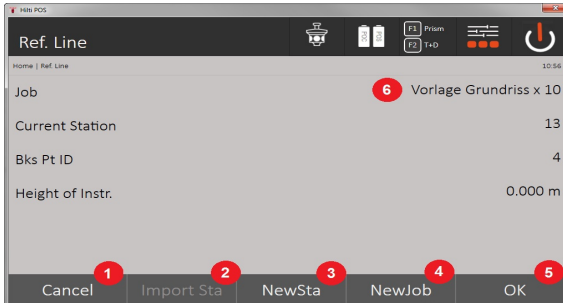 Hilti POS
Ref. Line
POC POS
F1 Prism
F2 T+D
Home | Ref. Line
10:56
Job 6 Vorlage Grundriss x 10
Current Station 13
Bks Pt ID 4
Height of Instr. 0.000 m
1 2 3 4 5
Cancel Import Sta NewSta NewJob OK